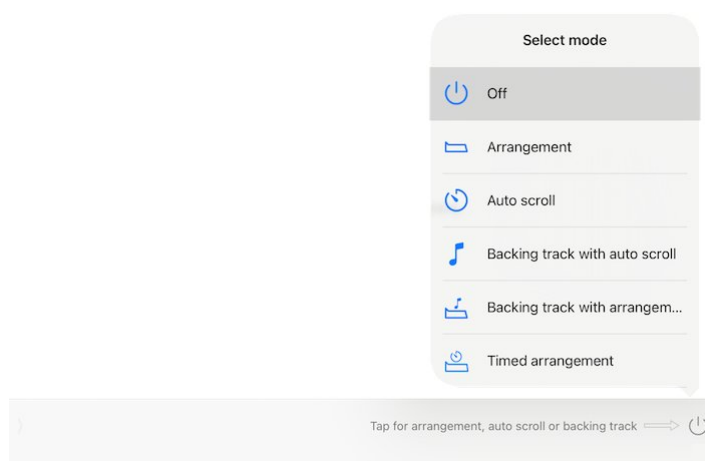 Select mode
Off
Arrangement
Auto scroll
Backing track with auto scroll
Backing track with arrangem...
Timed arrangement
Tap for arrangement, auto scroll or backing track